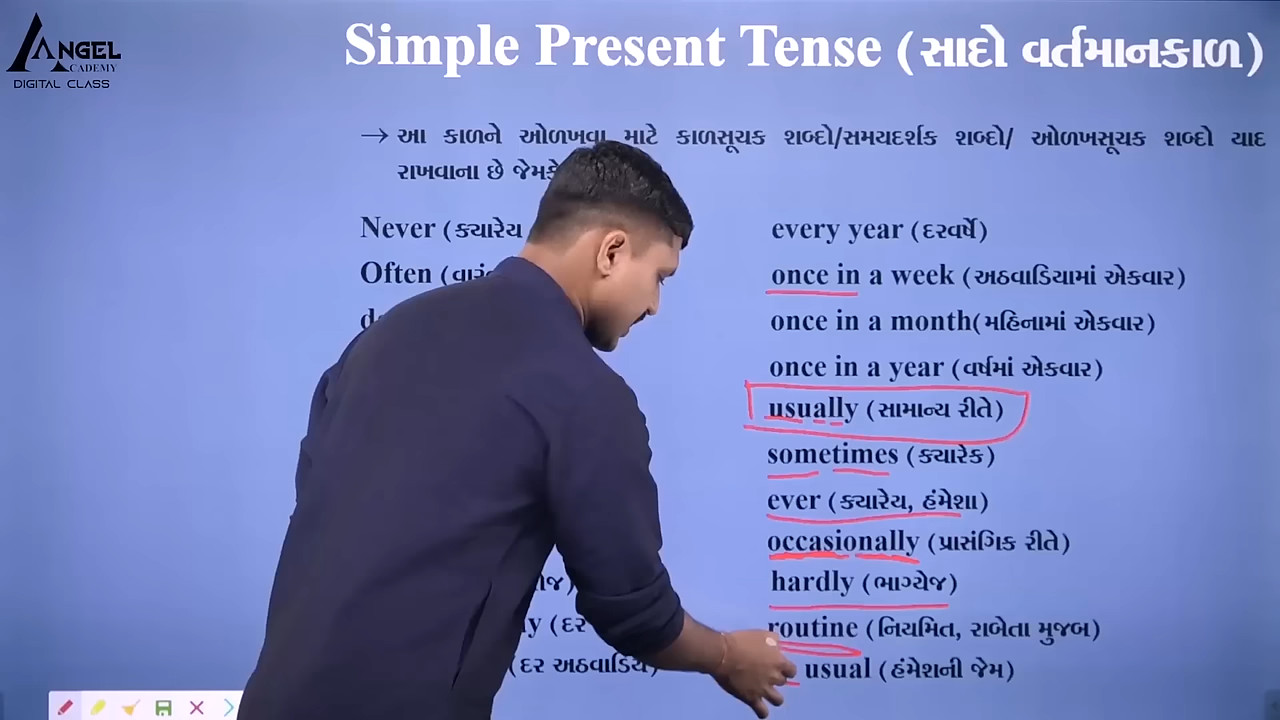 ANGEL
ACADEMY
DIGITAL CLASS
Simple Present Tense (સાદો વર્તમાનકાળ)
→ આ કાળને ઓળખવા માટે કાળસૂચક શબ્દો/સમયદર્શક શબ્દો/ ઓળખસૂચક શબ્દો યાદ
રાખવાના છે જેમકે
Never (ક્યારેય
Often
every year (દરવર્ષે)
once in a week (અઠવાડિયામાં એકવાર)
once in a month(મહિનામાં એકવાર)
once in a year (વર્ષમાં એકવાર)
usually (સામાન્ય રીતે)
sometimes (ક્યારેક)
ever (ક્યારેય, હંમેશા)
occasionally (પ્રાસંગિક રીતે)
hardly (ભાગ્યેજ)
routine (નિયમિત, રાબેતા મુજબ)
usual (હંમેશની જેમ)
(દર
(દર અઠવાડિયે)